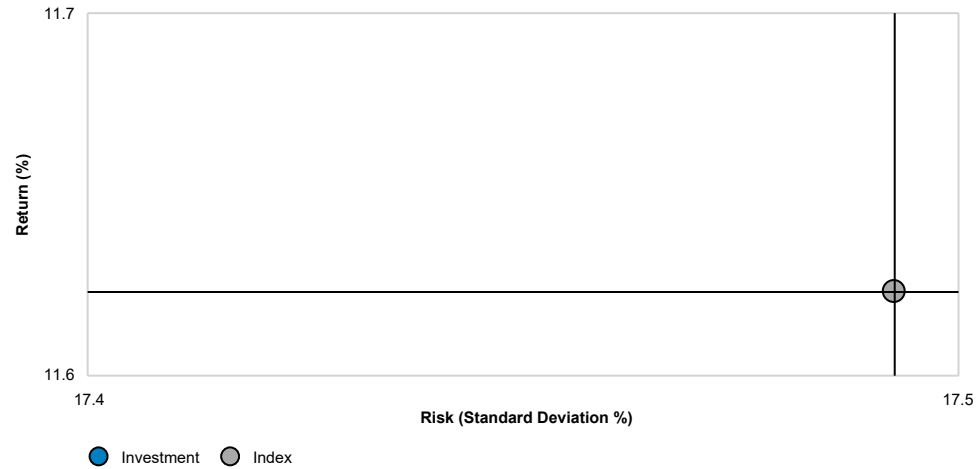 11.7
Return (%)
11.6
17.4
17.5
Risk (Standard Deviation %)
Investment
Index